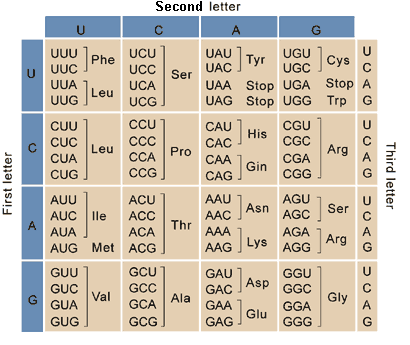 Second letter
U C A G
First letter
Third letter
U
UUU UUC Phe UUA UUG Leu
UCU UCC UCA UCG Ser
UAU UAC Tyr UAA Stop UAG Stop
UGU UGC Cys UGA Stop UGG Trp
U C A G
C
CUU CUC CUA CUG Leu
CCU CCC CCA CCG Pro
CAU CAC His CAA CAG Gin
CGU CGC CGA CGG Arg
U C A G
A
AUU AUC AUA Ile AUG Met
ACU ACC ACA ACG Thr
AAU AAC Asn AAA AAG Lys
AGU AGC Ser AGA AGG Arg
U C A G
G
GUU GUC GUA GUG Val
GCU GCC GCA GCG Ala
GAU GAC Asp GAA GAG Glu
GGU GGC GGA GGG Gly
U C A G